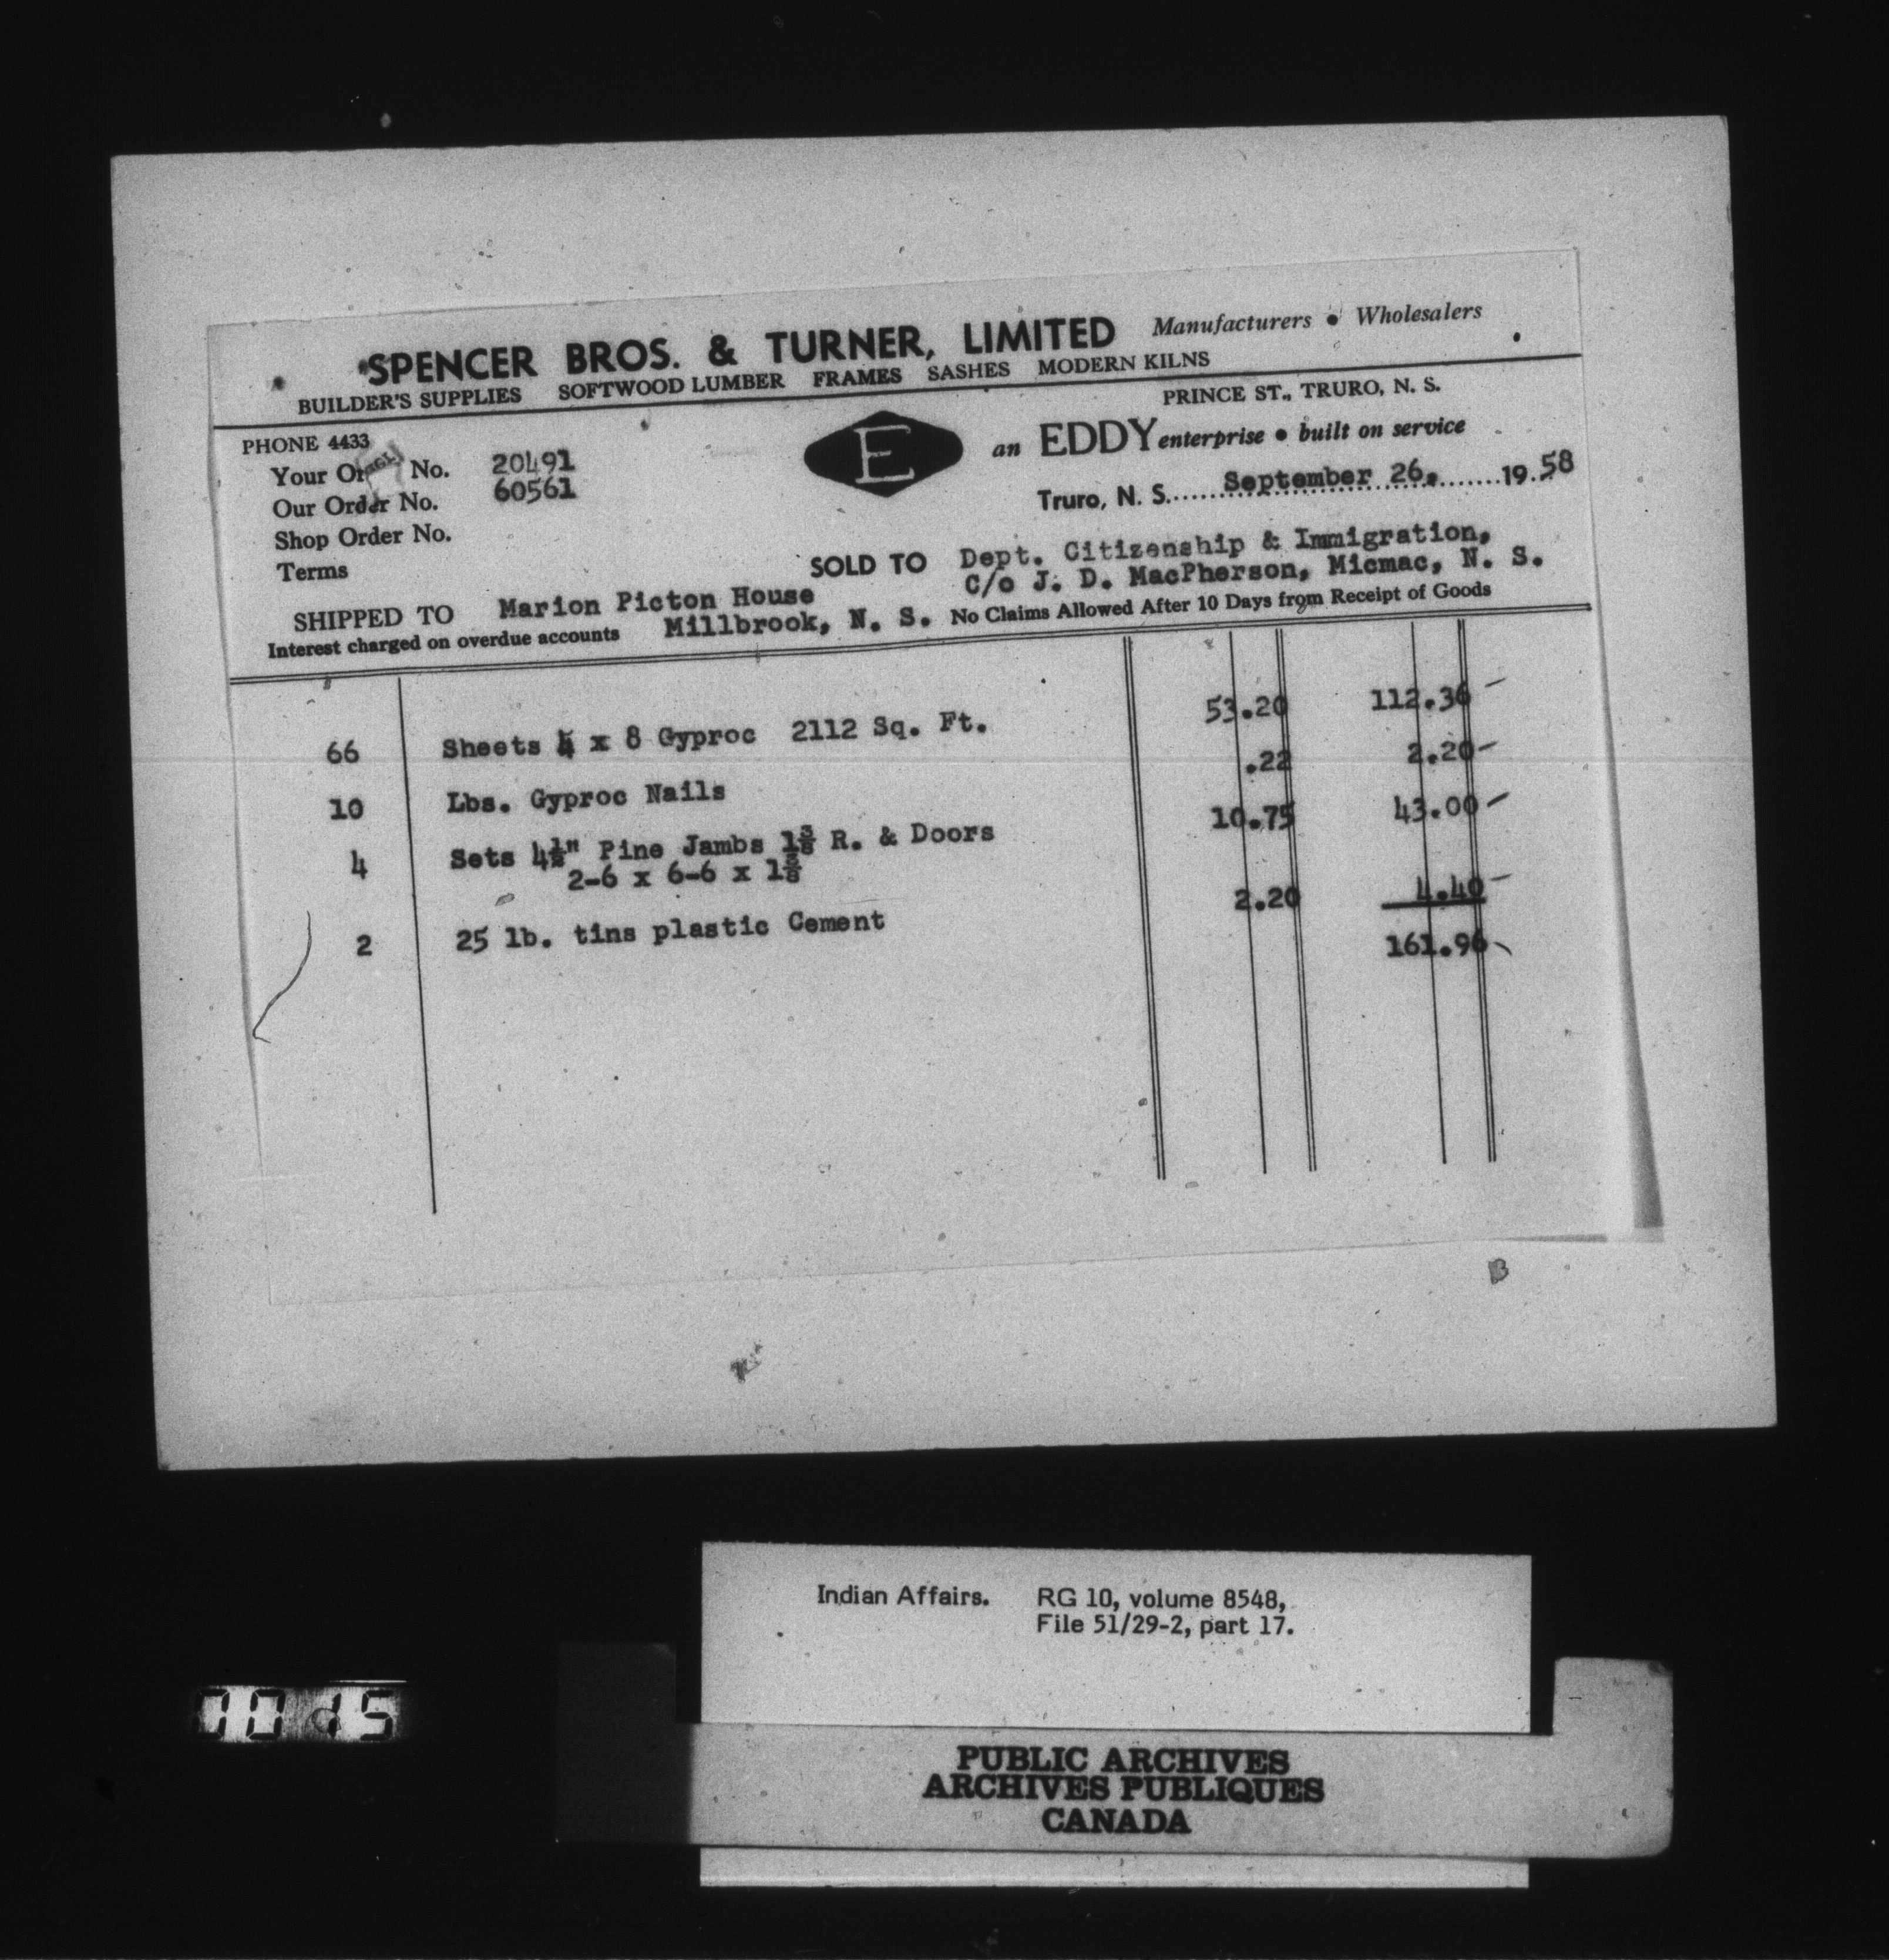 SPENCER BROS. & TURNER, LIMITED Manufacturers • Wholesalers
BUILDER'S SUPPLIES SOFTWOOD LUMBER FRAMES SASHES MODERN KILNS
PRINCE ST., TRURO, N. S.
PHONE 4433
E
an EDDY enterprise • built on service
Your Order No. 20491
Our Order No. 60561
Truro, N. S. September 26, 19 58
Shop Order No.
Terms
SOLD TO Dept. Citizenship & Immigration,
C/o J. D. MacPherson, Micmac, N. S.
SHIPPED TO Marion Picton House
Millbrook, N. S.
Interest charged on overdue accounts
No Claims Allowed After 10 Days from Receipt of Goods
66 Sheets 4 x 8 Gyproc 2112 Sq. Ft. 53.20 112.36
10 Lbs. Gyproc Nails .22 2.20
4 Sets 4½" Pine Jambs 1⅜ R. & Doors 10.75 43.00
2-6 x 6-6 x 1⅜
2 25 lb. tins plastic Cement 2.20 4.40
161.96
Indian Affairs. RG 10, volume 8548,
File 51/29-2, part 17.
PUBLIC ARCHIVES
ARCHIVES PUBLIQUES
CANADA